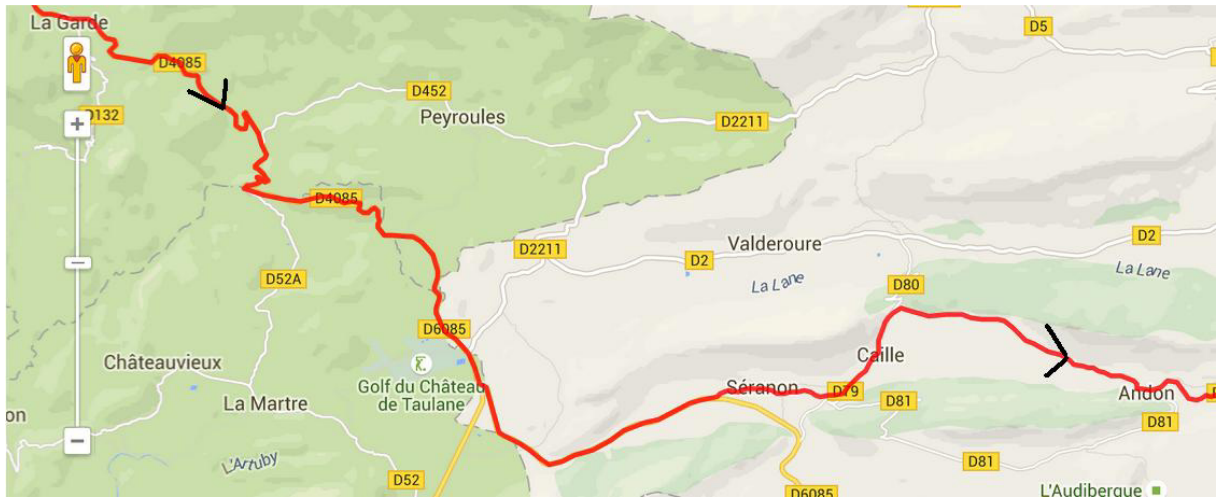 La Garde
D5
D4085
D452
D132
Peyroules
D2211
D4085
D2211
Valderoure
D2
D2
La Lane
La Lane
D52A
D80
D6085
Châteauvieux
Golf du Château
de Taulane
Caille
La Martre
Séranon
D79
D81
Andon
D81
on
L'Artuby
D81
D52
D6085
L'Audibergue